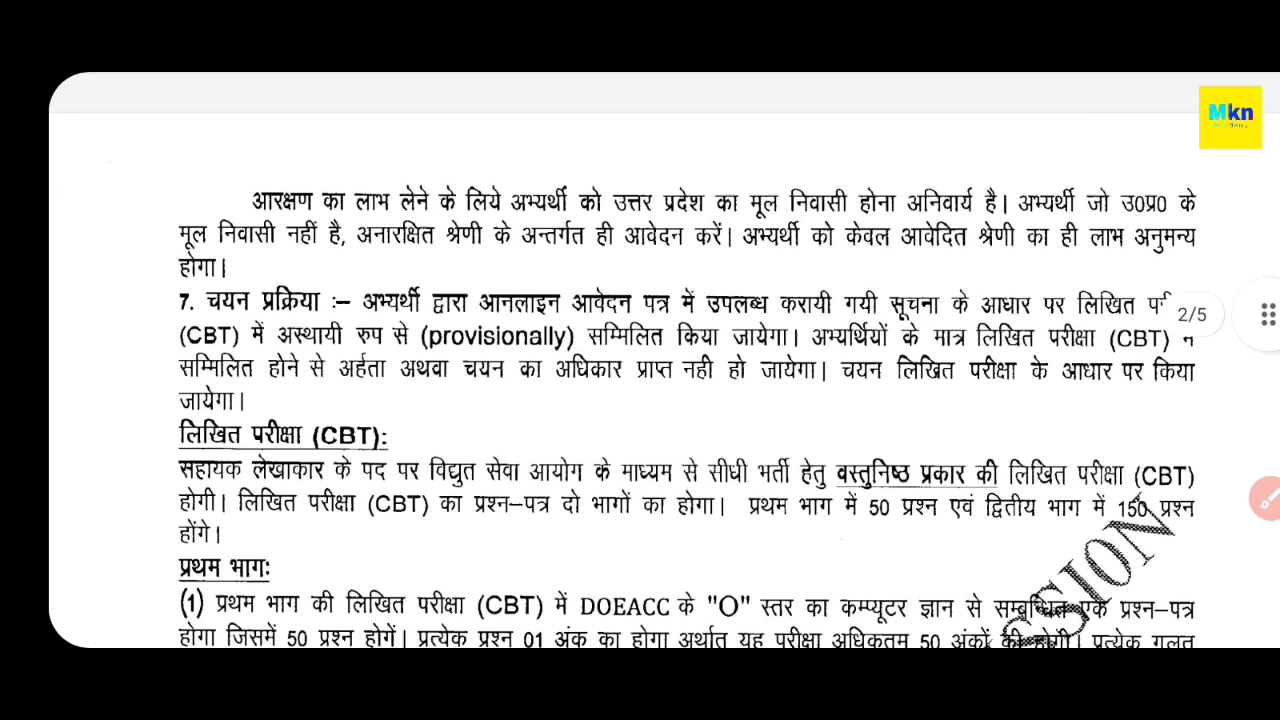 Mkn
Academy
आरक्षण का लाभ लेने के लिये अभ्यर्थी को उत्तर प्रदेश का मूल निवासी होना अनिवार्य है। अभ्यर्थी जो उ0प्र0 के
मूल निवासी नहीं है, अनारक्षित श्रेणी के अन्तर्गत ही आवेदन करें। अभ्यर्थी को केवल आवेदित श्रेणी का ही लाभ अनुमन्य
होगा।
7. चयन प्रक्रिया :– अभ्यर्थी द्वारा आनलाइन आवेदन पत्र में उपलब्ध करायी गयी सूचना के आधार पर लिखित
2/5
(CBT) में अस्थायी रुप से (provisionally) सम्मिलित किया जायेगा। अभ्यर्थियों के मात्र लिखित परीक्षा (CBT)
सम्मिलित होने से अर्हता अथवा चयन का अधिकार प्राप्त नही हो जायेगा। चयन लिखित परीक्षा के आधार पर किया
जायेगा।
लिखित परीक्षा (CBT):
सहायक लेखाकार के पद पर विद्युत सेवा आयोग के माध्यम से सीधी भर्ती हेतु वस्तुनिष्ठ प्रकार की लिखित परीक्षा (CBT)
होगी। लिखित परीक्षा (CBT) का प्रश्न–पत्र दो भागों का होगा। प्रथम भाग में 50 प्रश्न एवं द्वितीय भाग में 150 प्रश्न
होंगे।
प्रथम भागः
(1) प्रथम भाग की लिखित परीक्षा (CBT) में DOEACC के "O" स्तर का कम्प्यूटर ज्ञान से सम्बन्धित एक प्रश्न–पत्र
होगा जिसमें 50 प्रश्न होगें। प्रत्येक प्रश्न 01 अंक का होगा अर्थात यह परीक्षा अधिकतम 50 अंकों की होगी। प्रत्येक गलत
SSION